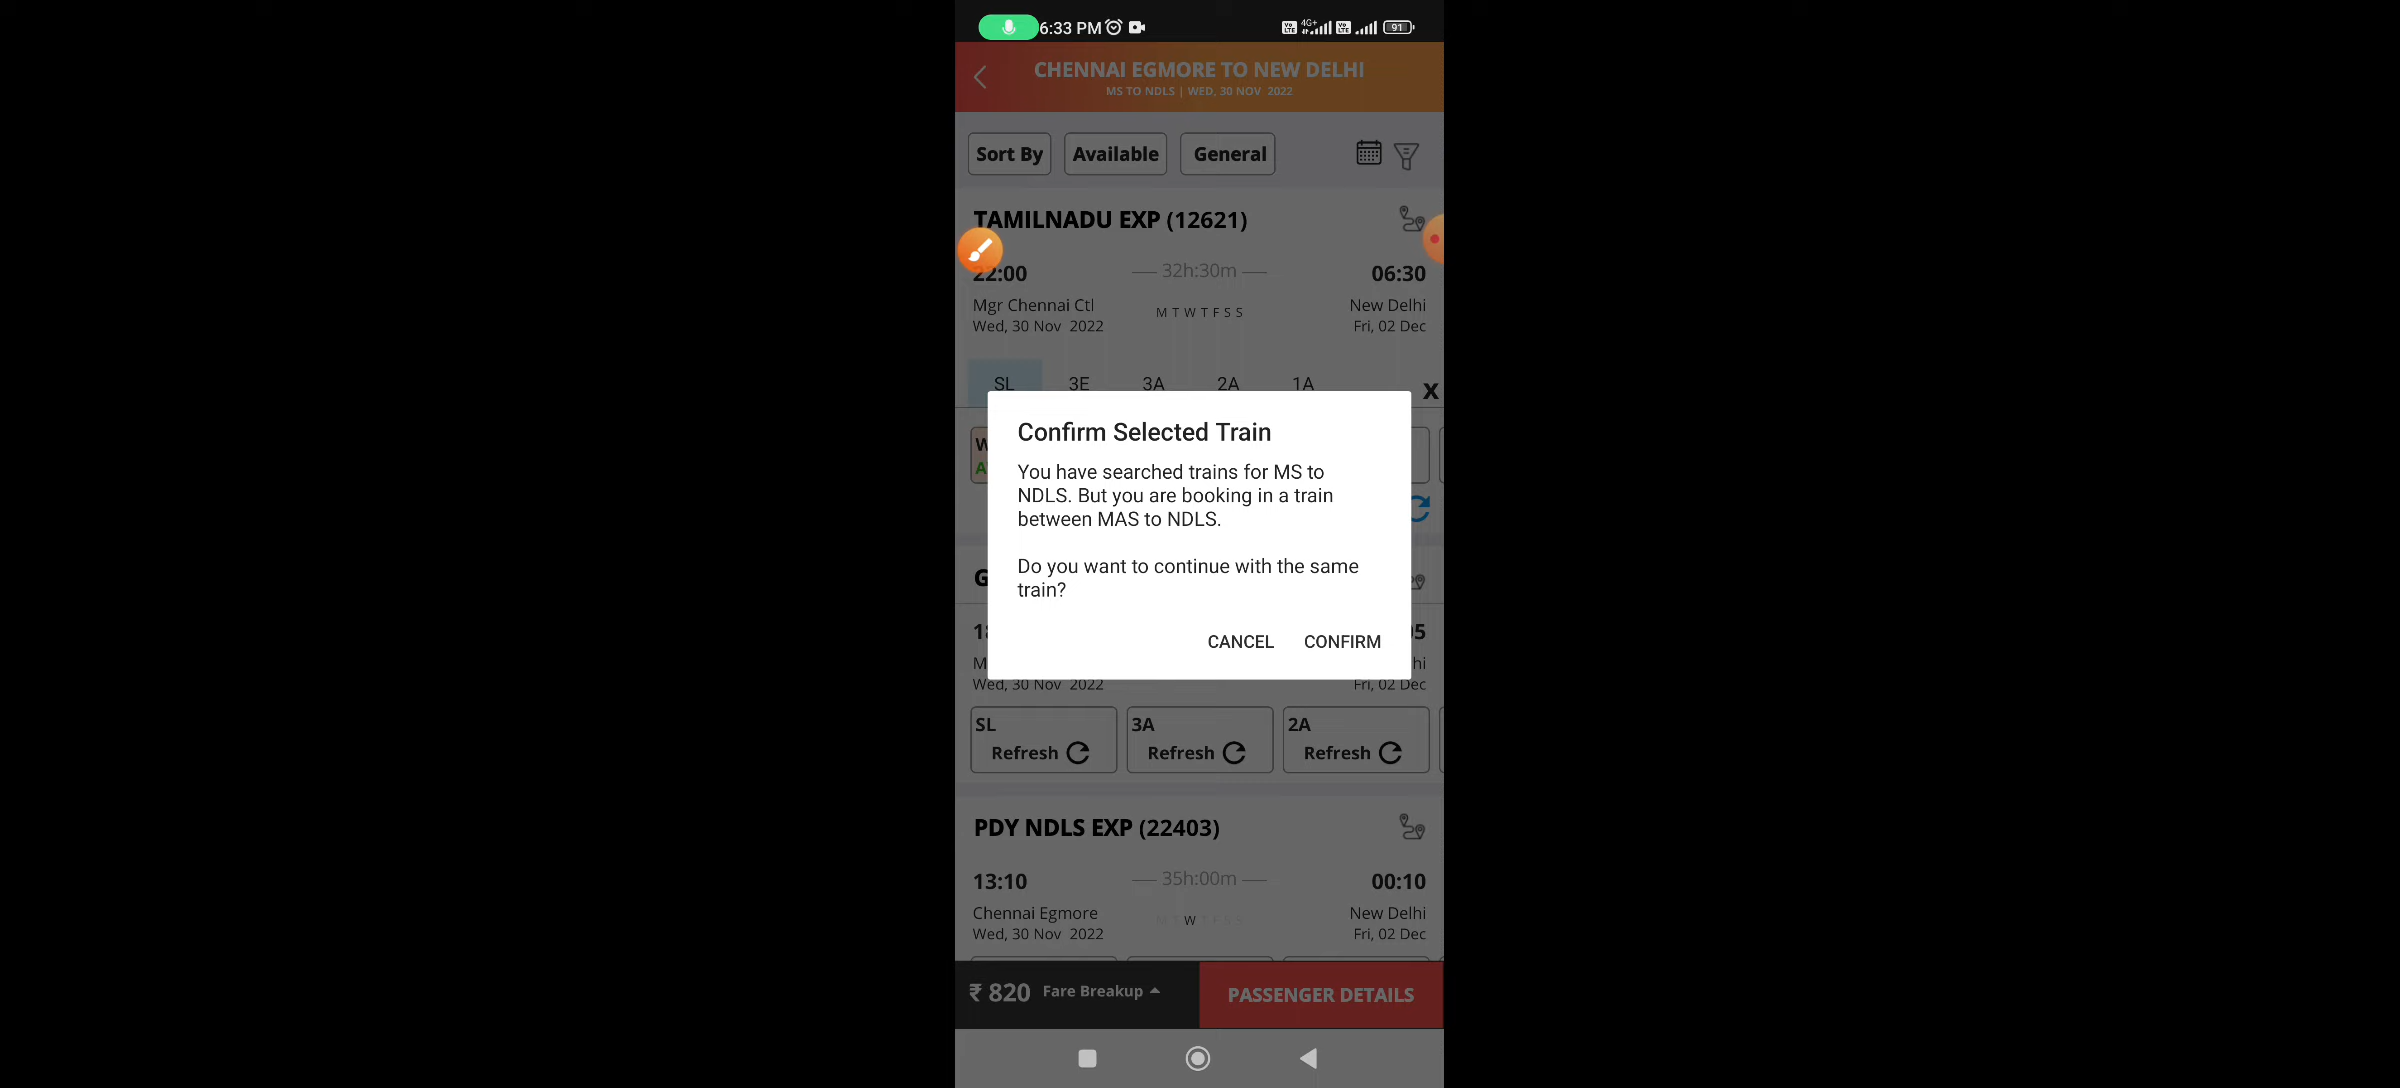 6:33 PM
4G+
91
CHENNAI EGMORE TO NEW DELHI
MS TO NDLS | WED, 30 NOV 2022
Sort By Available General
TAMILNADU EXP (12621)
22:00 32h:30m 06:30
Mgr Chennai Ctl M T W T F S S New Delhi
Wed, 30 Nov 2022 Fri, 02 Dec
SL 3E 3A 2A 1A X
Confirm Selected Train
You have searched trains for MS to
NDLS. But you are booking in a train
between MAS to NDLS.
Do you want to continue with the same
train?
CANCEL CONFIRM
Wed, 30 Nov 2022 Fri, 02 Dec
SL 3A 2A
Refresh Refresh Refresh
PDY NDLS EXP (22403)
13:10 35h:00m 00:10
Chennai Egmore M T W T F S S New Delhi
Wed, 30 Nov 2022 Fri, 02 Dec
₹ 820 Fare Breakup PASSENGER DETAILS